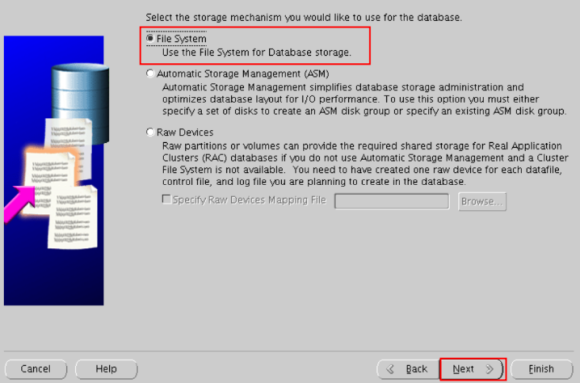 Select the storage mechanism you would like to use for the database.
File System
Use the File System for Database storage.
Automatic Storage Management (ASM)
Automatic Storage Management simplifies database storage administration and
optimizes database layout for I/O performance. To use this option you must either
specify a set of disks to create an ASM disk group or specify an existing ASM disk group.
Raw Devices
Raw partitions or volumes can provide the required shared storage for Real Application
Clusters (RAC) databases if you do not use Automatic Storage Management and a Cluster
File System is not available. You need to have created one raw device for each datafile,
control file, and log file you are planning to create in the database.
Specify Raw Devices Mapping File
Browse...
Cancel
Help
Back
Next
Finish